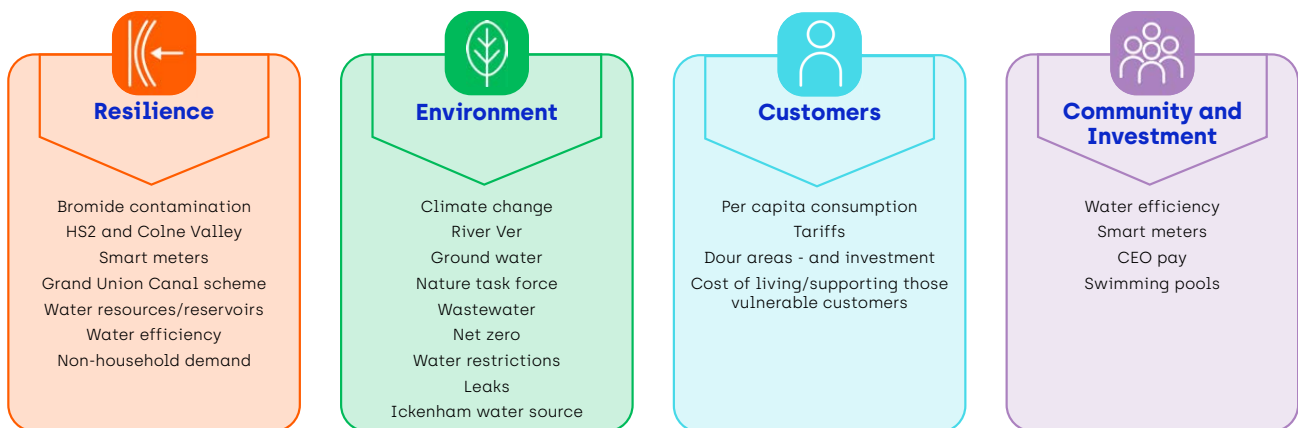 Resilience
Bromide contamination
HS2 and Colne Valley
Smart meters
Grand Union Canal scheme
Water resources/reservoirs
Water efficiency
Non-household demand
Environment
Climate change
River Ver
Ground water
Nature task force
Wastewater
Net zero
Water restrictions
Leaks
Ickenham water source
Customers
Per capita consumption
Tariffs
Dour areas - and investment
Cost of living/supporting those
vulnerable customers
Community and
Investment
Water efficiency
Smart meters
CEO pay
Swimming pools